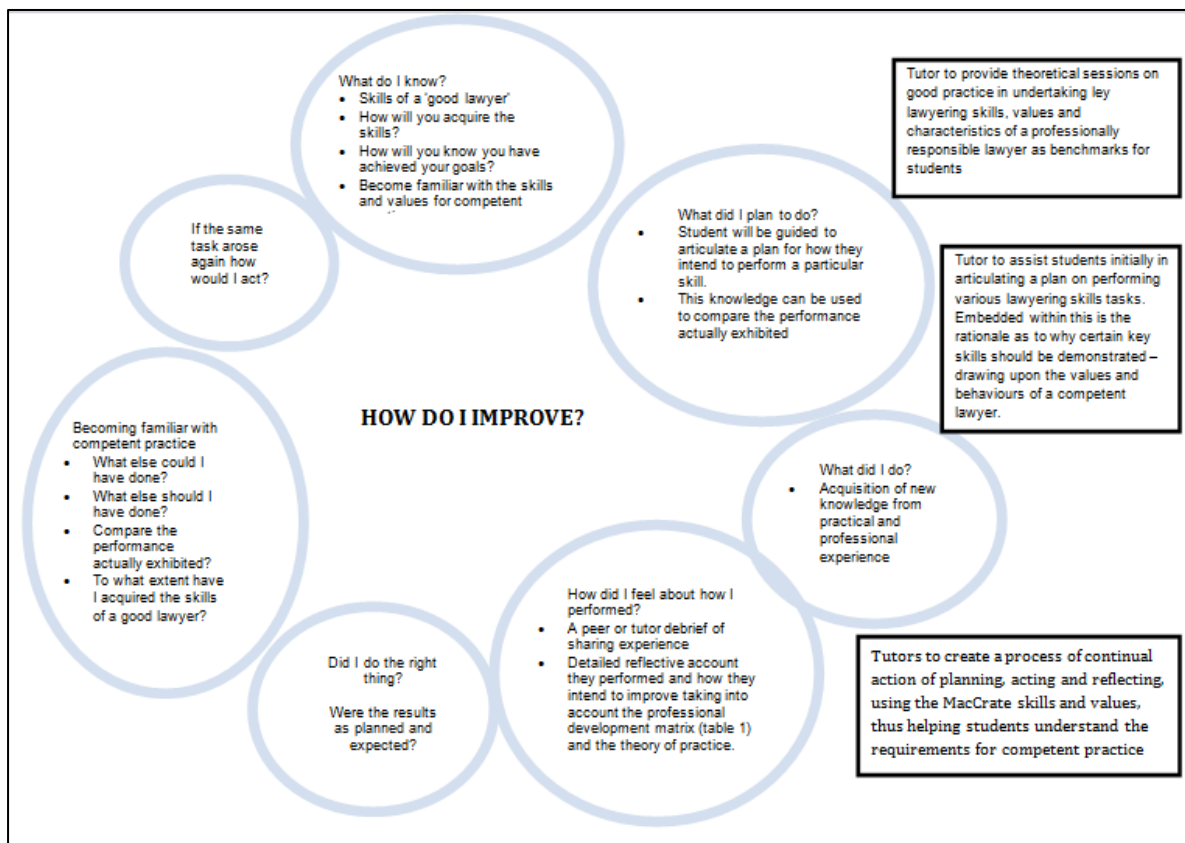 What do I know?
• Skills of a 'good lawyer'
• How will you acquire the
skills?
• How will you know you have
achieved your goals?
• Become familiar with the skills
and values for competent
Tutor to provide theoretical sessions on
good practice in undertaking ley
lawyering skills, values and
characteristics of a professionally
responsible lawyer as benchmarks for
students
What did I plan to do?
• Student will be guided to
articulate a plan for how they
intend to perform a particular
skill.
• This knowledge can be used
to compare the performance
actually exhibited
Tutor to assist students initially in
articulating a plan on performing
various lawyering skills tasks.
Embedded within this is the
rationale as to why certain key
skills should be demonstrated –
drawing upon the values and
behaviours of a competent
lawyer.
If the same
task arose
again how
would I act?
HOW DO I IMPROVE?
What did I do?
• Acquisition of new
knowledge from
practical and
professional
experience
Becoming familiar with
competent practice
• What else could I
have done?
• What else should I
have done?
• Compare the
performance
actually exhibited?
• To what extent have
I acquired the skills
of a good lawyer?
How did I feel about how I
performed?
• A peer or tutor debrief of
sharing experience
• Detailed reflective account
they performed and how they
intend to improve taking into
account the professional
development matrix (table 1)
and the theory of practice.
Did I do the right
thing?
Were the results
as planned and
expected?
Tutors to create a process of continual
action of planning, acting and reflecting,
using the MacCrate skills and values,
thus helping students understand the
requirements for competent practice